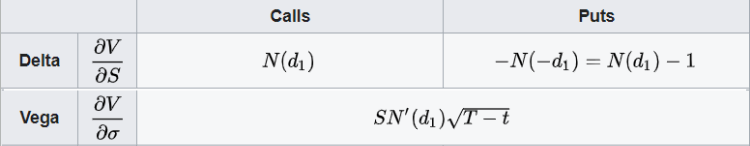 Calls Puts
Delta ∂V/∂S N(d₁) −N(−d₁) = N(d₁) − 1
Vega ∂V/∂σ SN′(d₁)√(T − t)